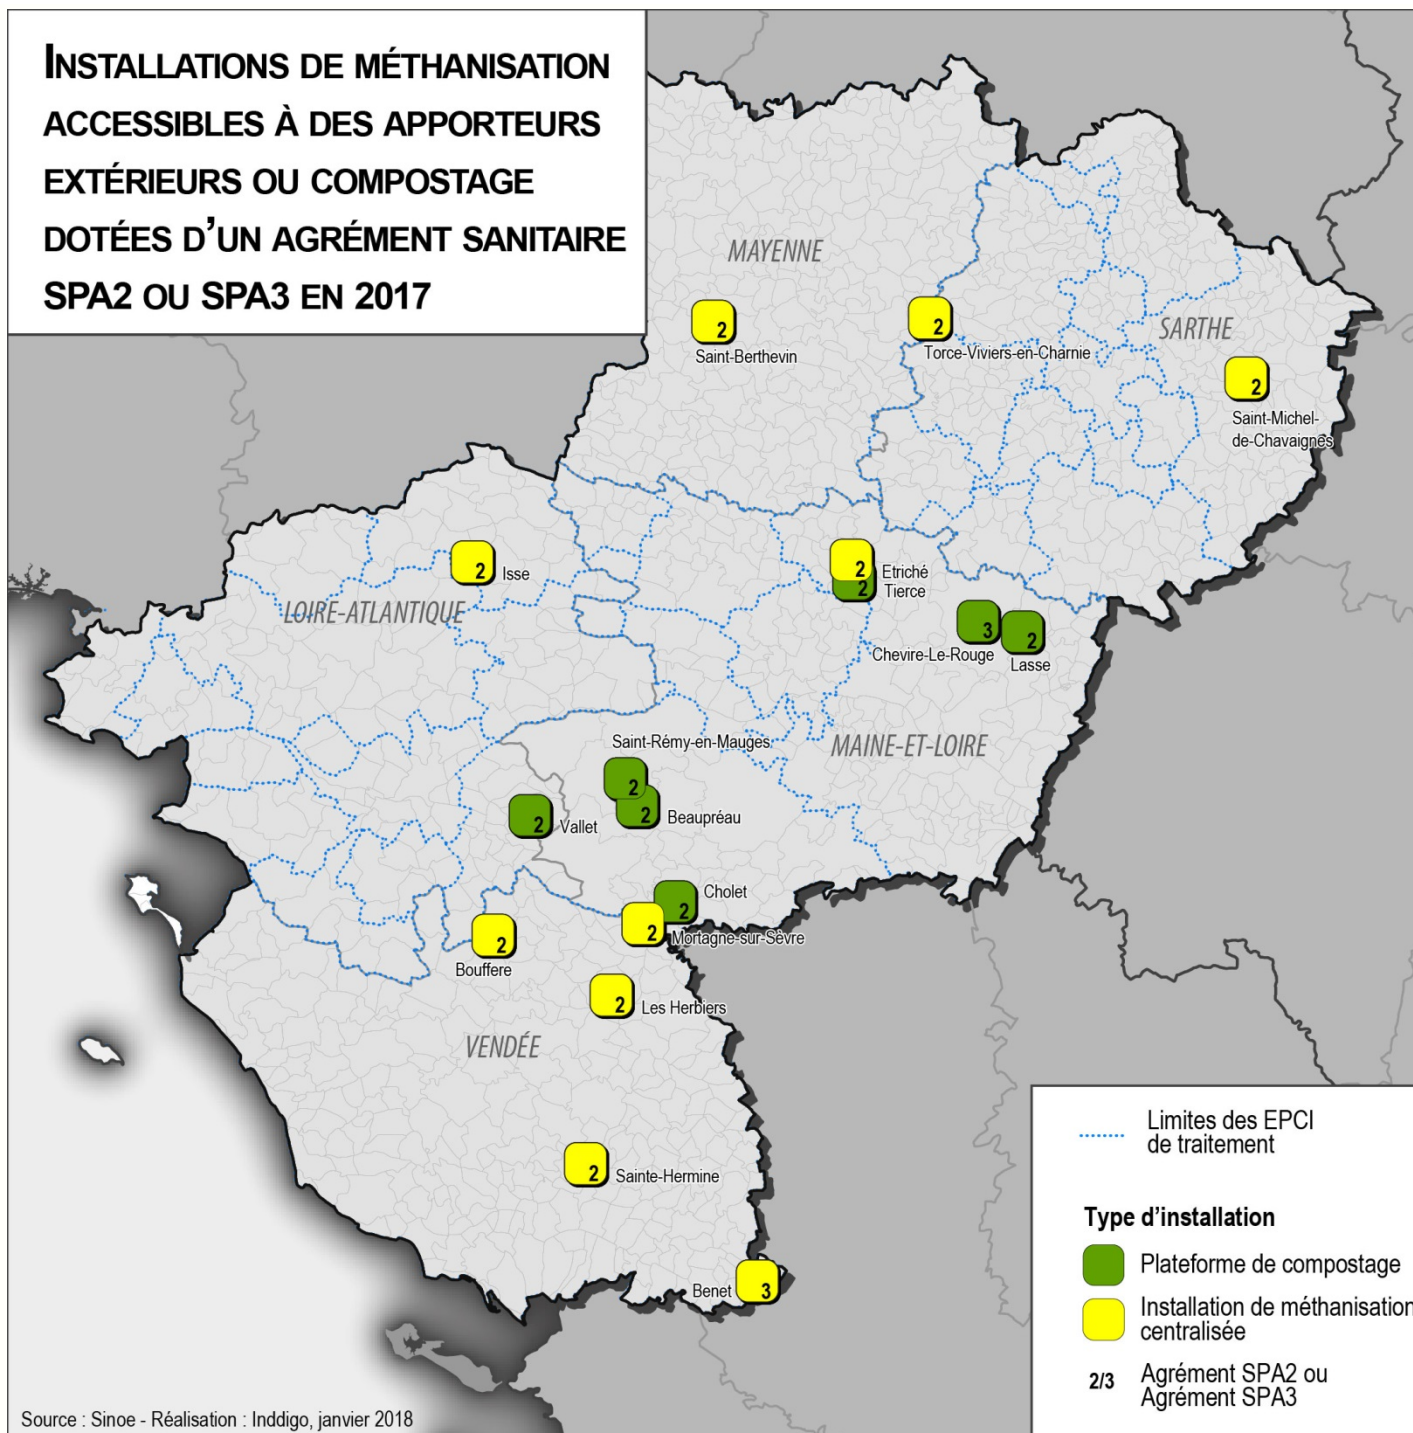 INSTALLATIONS DE MÉTHANISATION
ACCESSIBLES À DES APPORTEURS
EXTÉRIEURS OU COMPOSTAGE
DOTÉES D'UN AGRÉMENT SANITAIRE
SPA2 OU SPA3 EN 2017
MAYENNE
2
Saint-Berthevin
2
Torce-Viviers-en-Charnie
SARTHE
2
Saint-Michel-
de-Chavaignes
2
Isse
LOIRE-ATLANTIQUE
2
Etriché
2
Tierce
3
Chevire-Le-Rouge
2
Lasse
MAINE-ET-LOIRE
Saint-Rémy-en-Mauges
2
2
Beaupréau
2
Vallet
Cholet
2
2
Mortagne-sur-Sèvre
2
Bouffere
2
Les Herbiers
VENDÉE
2
Sainte-Hermine
Benet
3
Limites des EPCI
de traitement
Type d'installation
Plateforme de compostage
Installation de méthanisation
centralisée
2/3
Agrément SPA2 ou
Agrément SPA3
Source : Sinoe - Réalisation : Inddigo, janvier 2018